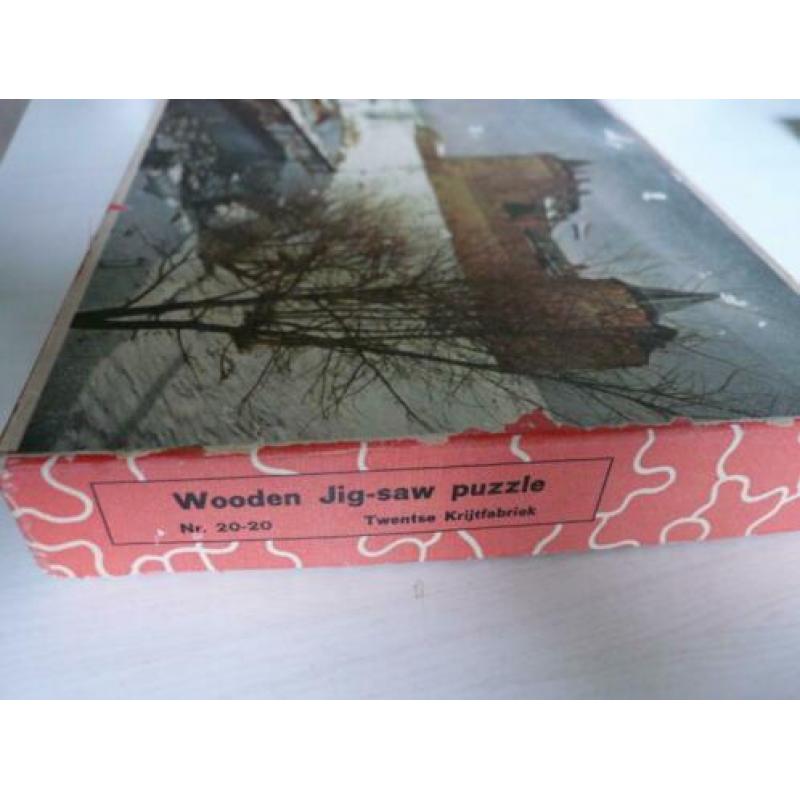 Wooden Jig-saw puzzle
Nr. 20-20 Twentse Krijtfabriek